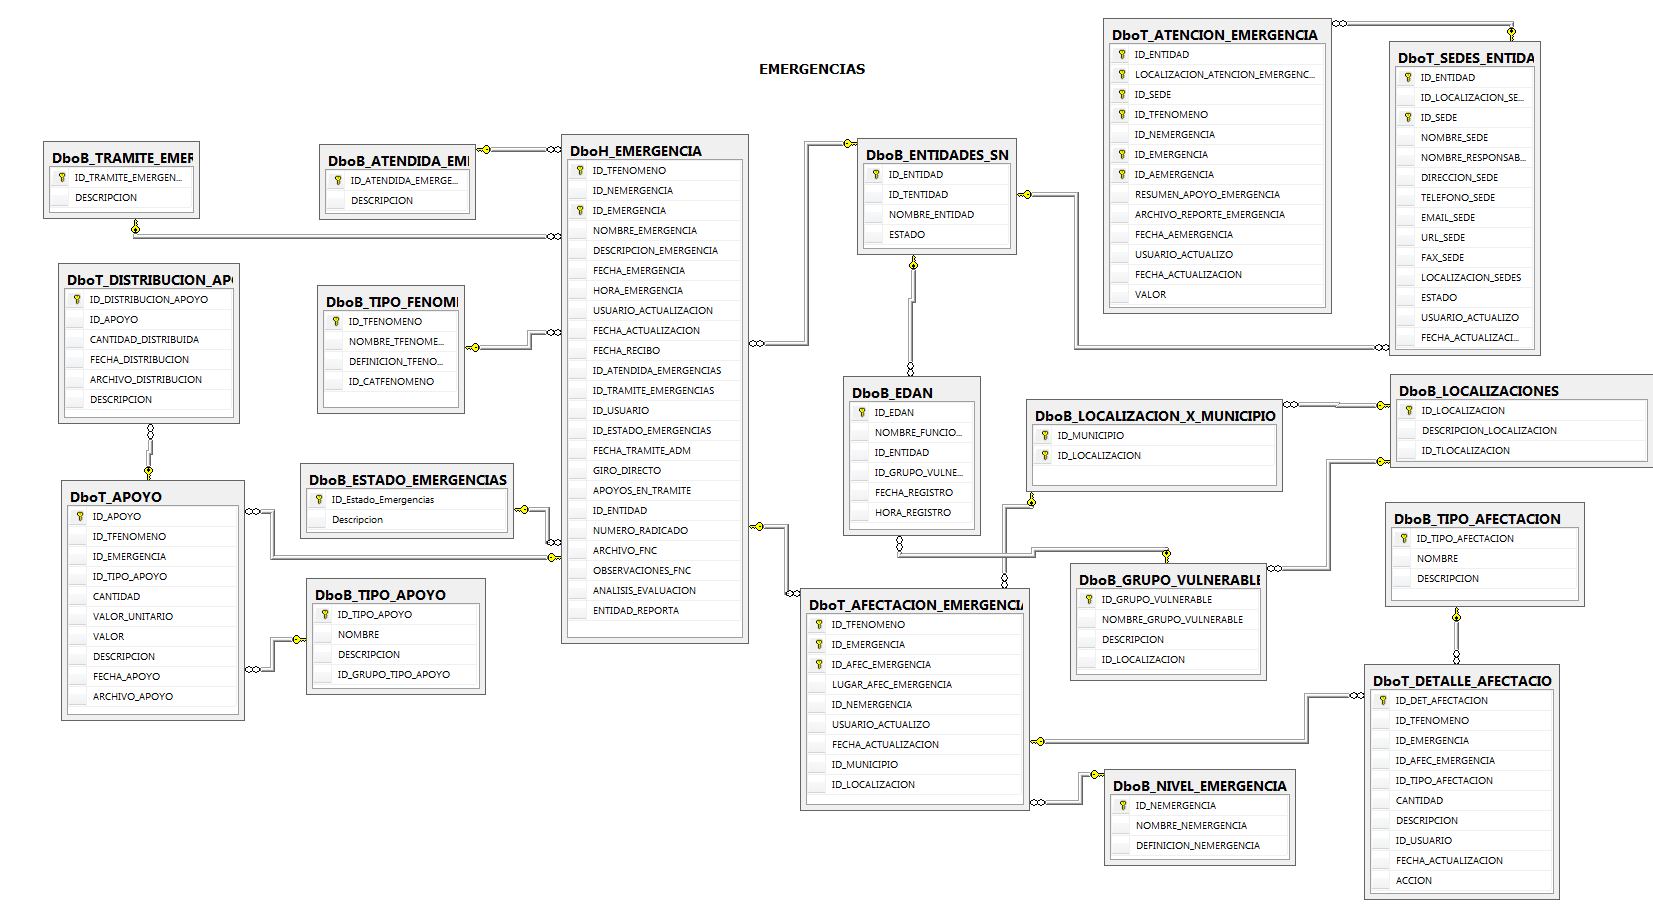 EMERGENCIAS
DboB_TRAMITE_EMER
ID_TRAMITE_EMERGEN...
DESCRIPCION
DboB_ATENDIDA_EMI
ID_ATENDIDA_EMERGE...
DESCRIPCION
DboT_DISTRIBUCION_APO
ID_DISTRIBUCION_APOYO
ID_APOYO
CANTIDAD_DISTRIBUIDA
FECHA_DISTRIBUCION
ARCHIVO_DISTRIBUCION
DESCRIPCION
DboB_TIPO_FENOMI
ID_TFENOMENO
NOMBRE_TFENOME...
DEFINICION_TFENO...
ID_CATFENOMENO
DboT_APOYO
ID_APOYO
ID_TFENOMENO
ID_EMERGENCIA
ID_TIPO_APOYO
CANTIDAD
VALOR_UNITARIO
VALOR
DESCRIPCION
FECHA_APOYO
ARCHIVO_APOYO
DboB_ESTADO_EMERGENCIAS
ID_Estado_Emergencias
Descripcion
DboB_TIPO_APOYO
ID_TIPO_APOYO
NOMBRE
DESCRIPCION
ID_GRUPO_TIPO_APOYO
DboH_EMERGENCIA
ID_TFENOMENO
ID_NEMERGENCIA
ID_EMERGENCIA
NOMBRE_EMERGENCIA
DESCRIPCION_EMERGENCIA
FECHA_EMERGENCIA
HORA_EMERGENCIA
USUARIO_ACTUALIZACION
FECHA_ACTUALIZACION
FECHA_RECIBO
ID_ATENDIDA_EMERGENCIAS
ID_TRAMITE_EMERGENCIAS
ID_USUARIO
ID_ESTADO_EMERGENCIAS
FECHA_TRAMITE_ADM
GIRO_DIRECTO
APOYOS_EN_TRAMITE
ID_ENTIDAD
NUMERO_RADICADO
ARCHIVO_FNC
OBSERVACIONES_FNC
ANALISIS_EVALUACION
ENTIDAD_REPORTA
DboB_ENTIDADES_SN
ID_ENTIDAD
ID_TENTIDAD
NOMBRE_ENTIDAD
ESTADO
DboB_EDAN
ID_EDAN
NOMBRE_FUNCIO...
ID_ENTIDAD
ID_GRUPO_VULNE...
FECHA_REGISTRO
HORA_REGISTRO
DboT_AFECTACION_EMERGENCIA
ID_TFENOMENO
ID_EMERGENCIA
ID_AFEC_EMERGENCIA
LUGAR_AFEC_EMERGENCIA
ID_NEMERGENCIA
USUARIO_ACTUALIZO
FECHA_ACTUALIZACION
ID_MUNICIPIO
ID_LOCALIZACION
DboT_ATENCION_EMERGENCIA
ID_ENTIDAD
LOCALIZACION_ATENCION_EMERGENC...
ID_SEDE
ID_TFENOMENO
ID_NEMERGENCIA
ID_EMERGENCIA
ID_AEMERGENCIA
RESUMEN_APOYO_EMERGENCIA
ARCHIVO_REPORTE_EMERGENCIA
FECHA_AEMERGENCIA
USUARIO_ACTUALIZO
FECHA_ACTUALIZACION
VALOR
DboT_SEDES_ENTIDA
ID_ENTIDAD
ID_LOCALIZACION_SE...
ID_SEDE
NOMBRE_SEDE
NOMBRE_RESPONSAB...
DIRECCION_SEDE
TELEFONO_SEDE
EMAIL_SEDE
URL_SEDE
FAX_SEDE
LOCALIZACION_SEDES
ESTADO
USUARIO_ACTUALIZO
FECHA_ACTUALIZACI...
DboB_LOCALIZACION_X_MUNICIPIO
ID_MUNICIPIO
ID_LOCALIZACION
DboB_LOCALIZACIONES
ID_LOCALIZACION
DESCRIPCION_LOCALIZACION
ID_TLOCALIZACION
DboB_GRUPO_VULNERABLE
ID_GRUPO_VULNERABLE
NOMBRE_GRUPO_VULNERABLE
DESCRIPCION
ID_LOCALIZACION
DboB_TIPO_AFECTACION
ID_TIPO_AFECTACION
NOMBRE
DESCRIPCION
DboB_NIVEL_EMERGENCIA
ID_NEMERGENCIA
NOMBRE_NEMERGENCIA
DEFINICION_NEMERGENCIA
DboT_DETALLE_AFECTACIO
ID_DET_AFECTACION
ID_TFENOMENO
ID_EMERGENCIA
ID_AFEC_EMERGENCIA
ID_TIPO_AFECTACION
CANTIDAD
DESCRIPCION
ID_USUARIO
FECHA_ACTUALIZACION
ACCION